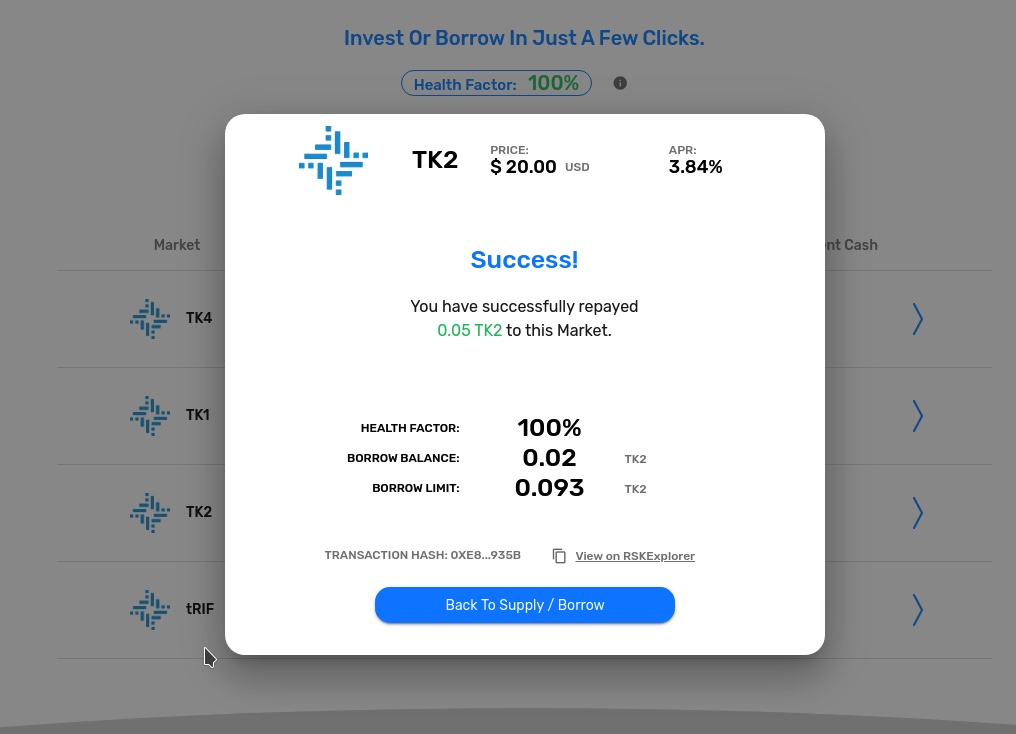 Invest Or Borrow In Just A Few Clicks.
Health Factor: 100%
TK2
PRICE:
$ 20.00 USD
APR:
3.84%
Market
nt Cash
Success!
You have successfully repayed
0.05 TK2 to this Market.
TK4
TK1
TK2
tRIF
HEALTH FACTOR: 100%
BORROW BALANCE: 0.02 TK2
BORROW LIMIT: 0.093 TK2
TRANSACTION HASH: 0XE8...935B View on RSKExplorer
Back To Supply / Borrow